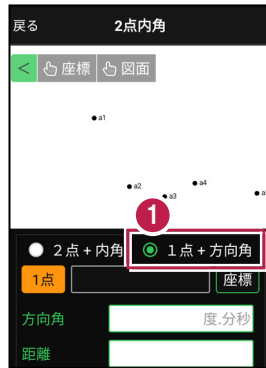 戻る 2点内角
< 座標 図面
a1
a2 a4
a3 a
1
２点＋内角 １点＋方向角
1点 座標
方向角 度.分秒
距離